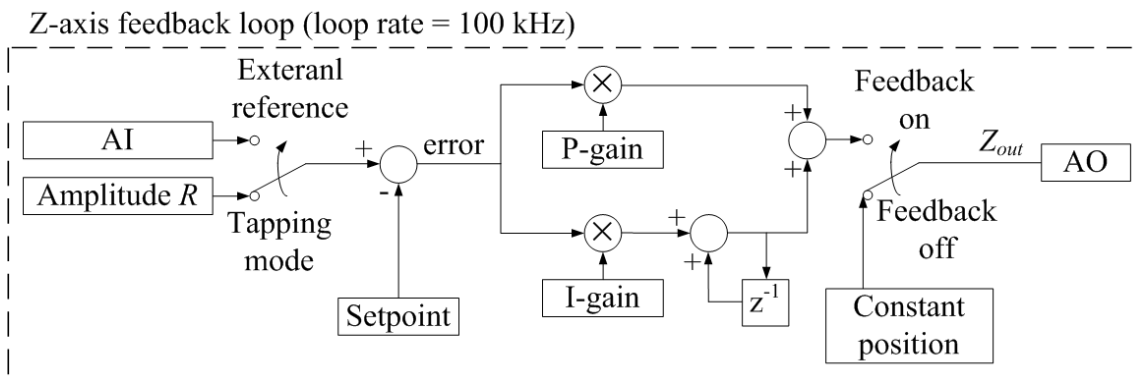 Z-axis feedback loop (loop rate = 100 kHz)
Exteranl
reference
AI
Amplitude R
Tapping
mode
+
-
error
Setpoint
×
P-gain
×
I-gain
+
+
z⁻¹
+
+
Feedback
on
Zout
AO
Feedback
off
Constant
position